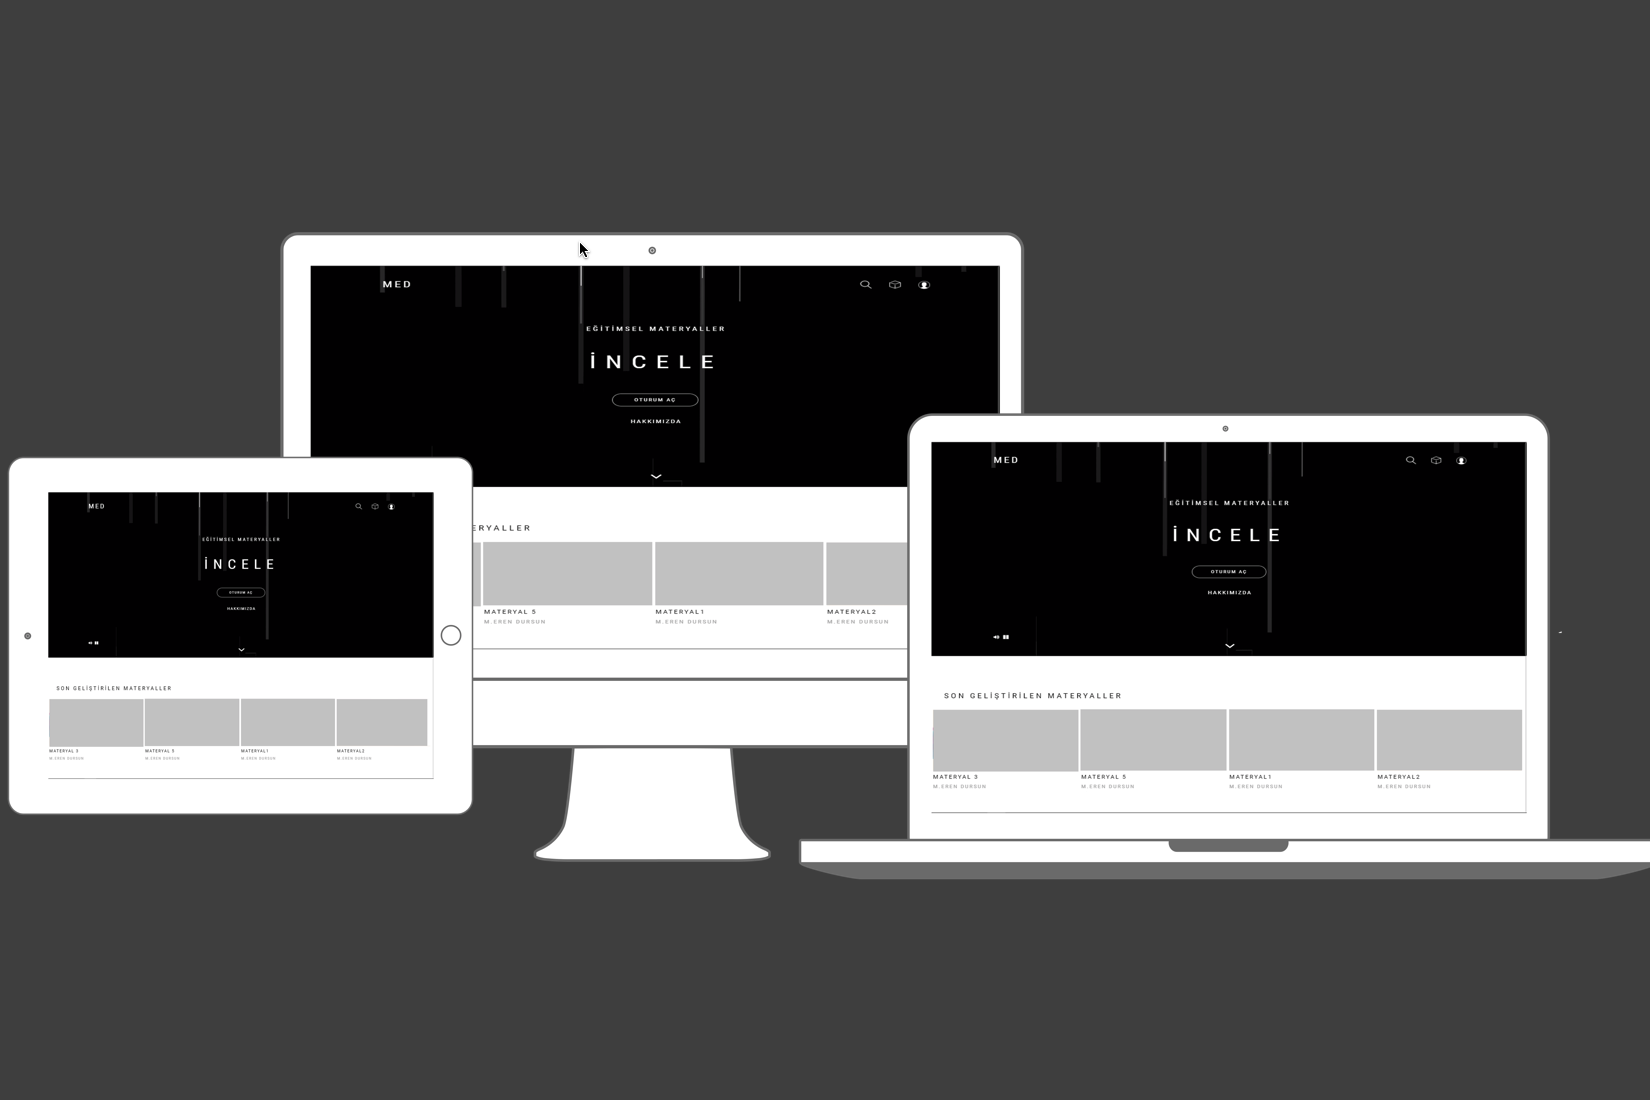 MED
EĞİTİMSEL MATERYALLER
İNCELE
OTURUM AÇ
HAKKIMIZDA
ERYALLER
MATERYAL 5
MATERYAL1
MATERYAL2
M.EREN DURSUN
M.EREN DURSUN
M.EREN DURSUN
MED
EĞİTİMSEL MATERYALLER
İNCELE
OTURUM AÇ
HAKKIMIZDA
SON GELİŞTİRİLEN MATERYALLER
MATERYAL 3
MATERYAL 5
MATERYAL1
MATERYAL2
M.EREN DURSUN
M.EREN DURSUN
M.EREN DURSUN
M.EREN DURSUN
MED
EĞİTİMSEL MATERYALLER
İNCELE
OTURUM AÇ
HAKKIMIZDA
SON GELİŞTİRİLEN MATERYALLER
MATERYAL 3
MATERYAL 5
MATERYAL1
MATERYAL2
M.EREN DURSUN
M.EREN DURSUN
M.EREN DURSUN
M.EREN DURSUN